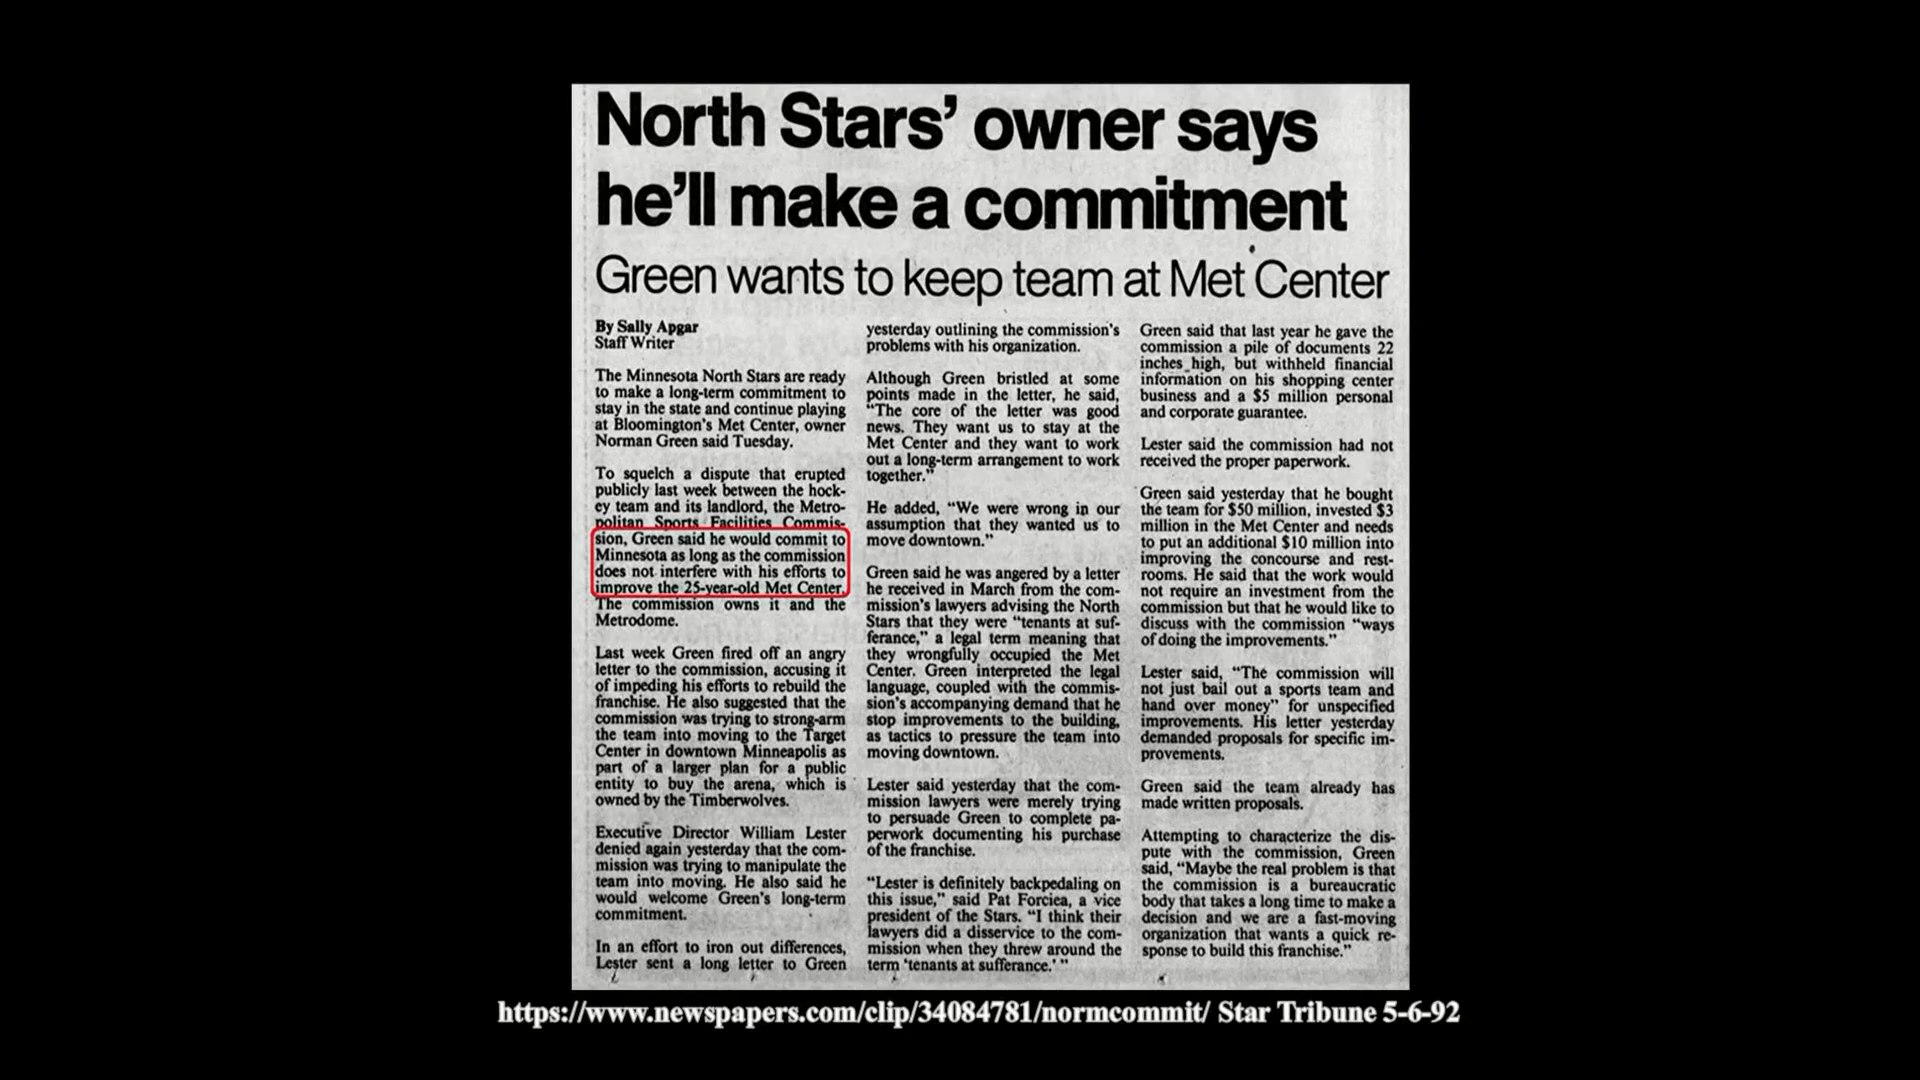 North Stars' owner says
he'll make a commitment
Green wants to keep team at Met Center
By Sally Apgar
Staff Writer
The Minnesota North Stars are ready
to make a long-term commitment to
stay in the state and continue playing
at Bloomington's Met Center, owner
Norman Green said Tuesday.
To squelch a dispute that erupted
publicly last week between the hock-
ey team and its landlord, the Metro-
politan Sports Facilities Commis-
sion, Green said he would commit to
Minnesota as long as the commission
does not interfere with his efforts to
improve the 25-year-old Met Center.
The commission owns it and the
Metrodome.
Last week Green fired off an angry
letter to the commission, accusing it
of impeding his efforts to rebuild the
franchise. He also suggested that the
commission was trying to strong-arm
the team into moving to the Target
Center in downtown Minneapolis as
part of a larger plan for a public
entity to buy the arena, which is
owned by the Timberwolves.
Executive Director William Lester
denied again yesterday that the com-
mission was trying to manipulate the
team into moving. He also said he
would welcome Green's long-term
commitment.
In an effort to iron out differences,
Lester sent a long letter to Green
yesterday outlining the commission's
problems with his organization.
Although Green bristled at some
points made in the letter, he said,
"The core of the letter was good
news. They want us to stay at the
Met Center and they want to work
out a long-term arrangement to work
together."
He added, "We were wrong in our
assumption that they wanted us to
move downtown."
Green said he was angered by a letter
he received in March from the com-
mission's lawyers advising the North
Stars that they were "tenants at suf-
ferance," a legal term meaning that
they wrongfully occupied the Met
Center. Green interpreted the legal
language, coupled with the commis-
sion's accompanying demand that he
stop improvements to the building,
as tactics to pressure the team into
moving downtown.
Lester said yesterday that the com-
mission lawyers were merely trying
to persuade Green to complete pa-
perwork documenting his purchase
of the franchise.
"Lester is definitely backpedaling on
this issue," said Pat Forciea, a vice
president of the Stars. "I think their
lawyers did a disservice to the com-
mission when they threw around the
term 'tenants at sufferance.' "
Green said that last year he gave the
commission a pile of documents 22
inches high, but withheld financial
information on his shopping center
business and a $5 million personal
and corporate guarantee.
Lester said the commission had not
received the proper paperwork.
Green said yesterday that he bought
the team for $50 million, invested $3
million in the Met Center and needs
to put an additional $10 million into
improving the concourse and rest-
rooms. He said that the work would
not require an investment from the
commission but that he would like to
discuss with the commission "ways
of doing the improvements."
Lester said, "The commission will
not just bail out a sports team and
hand over money" for unspecified
improvements. His letter yesterday
demanded proposals for specific im-
provements.
Green said the team already has
made written proposals.
Attempting to characterize the dis-
pute with the commission, Green
said, "Maybe the real problem is that
the commission is a bureaucratic
body that takes a long time to make a
decision and we are a fast-moving
organization that wants a quick re-
sponse to build this franchise."
https://www.newspapers.com/clip/34084781/normcommit/ Star Tribune 5-6-92